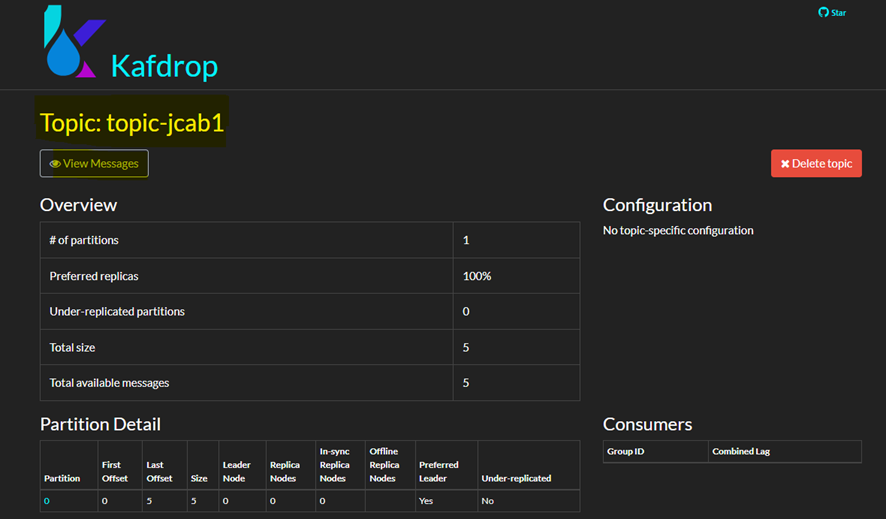 Star
Kafdrop
Topic: topic-jcab1
View Messages
Delete topic
Overview
# of partitions 1
Preferred replicas 100%
Under-replicated partitions 0
Total size 5
Total available messages 5
Configuration
No topic-specific configuration
Partition Detail
Partition First Offset Last Offset Size Leader Node Replica Nodes In-sync Replica Nodes Offline Replica Nodes Preferred Leader Under-replicated
0 0 5 5 0 0 0 Yes No
Consumers
Group ID Combined Lag